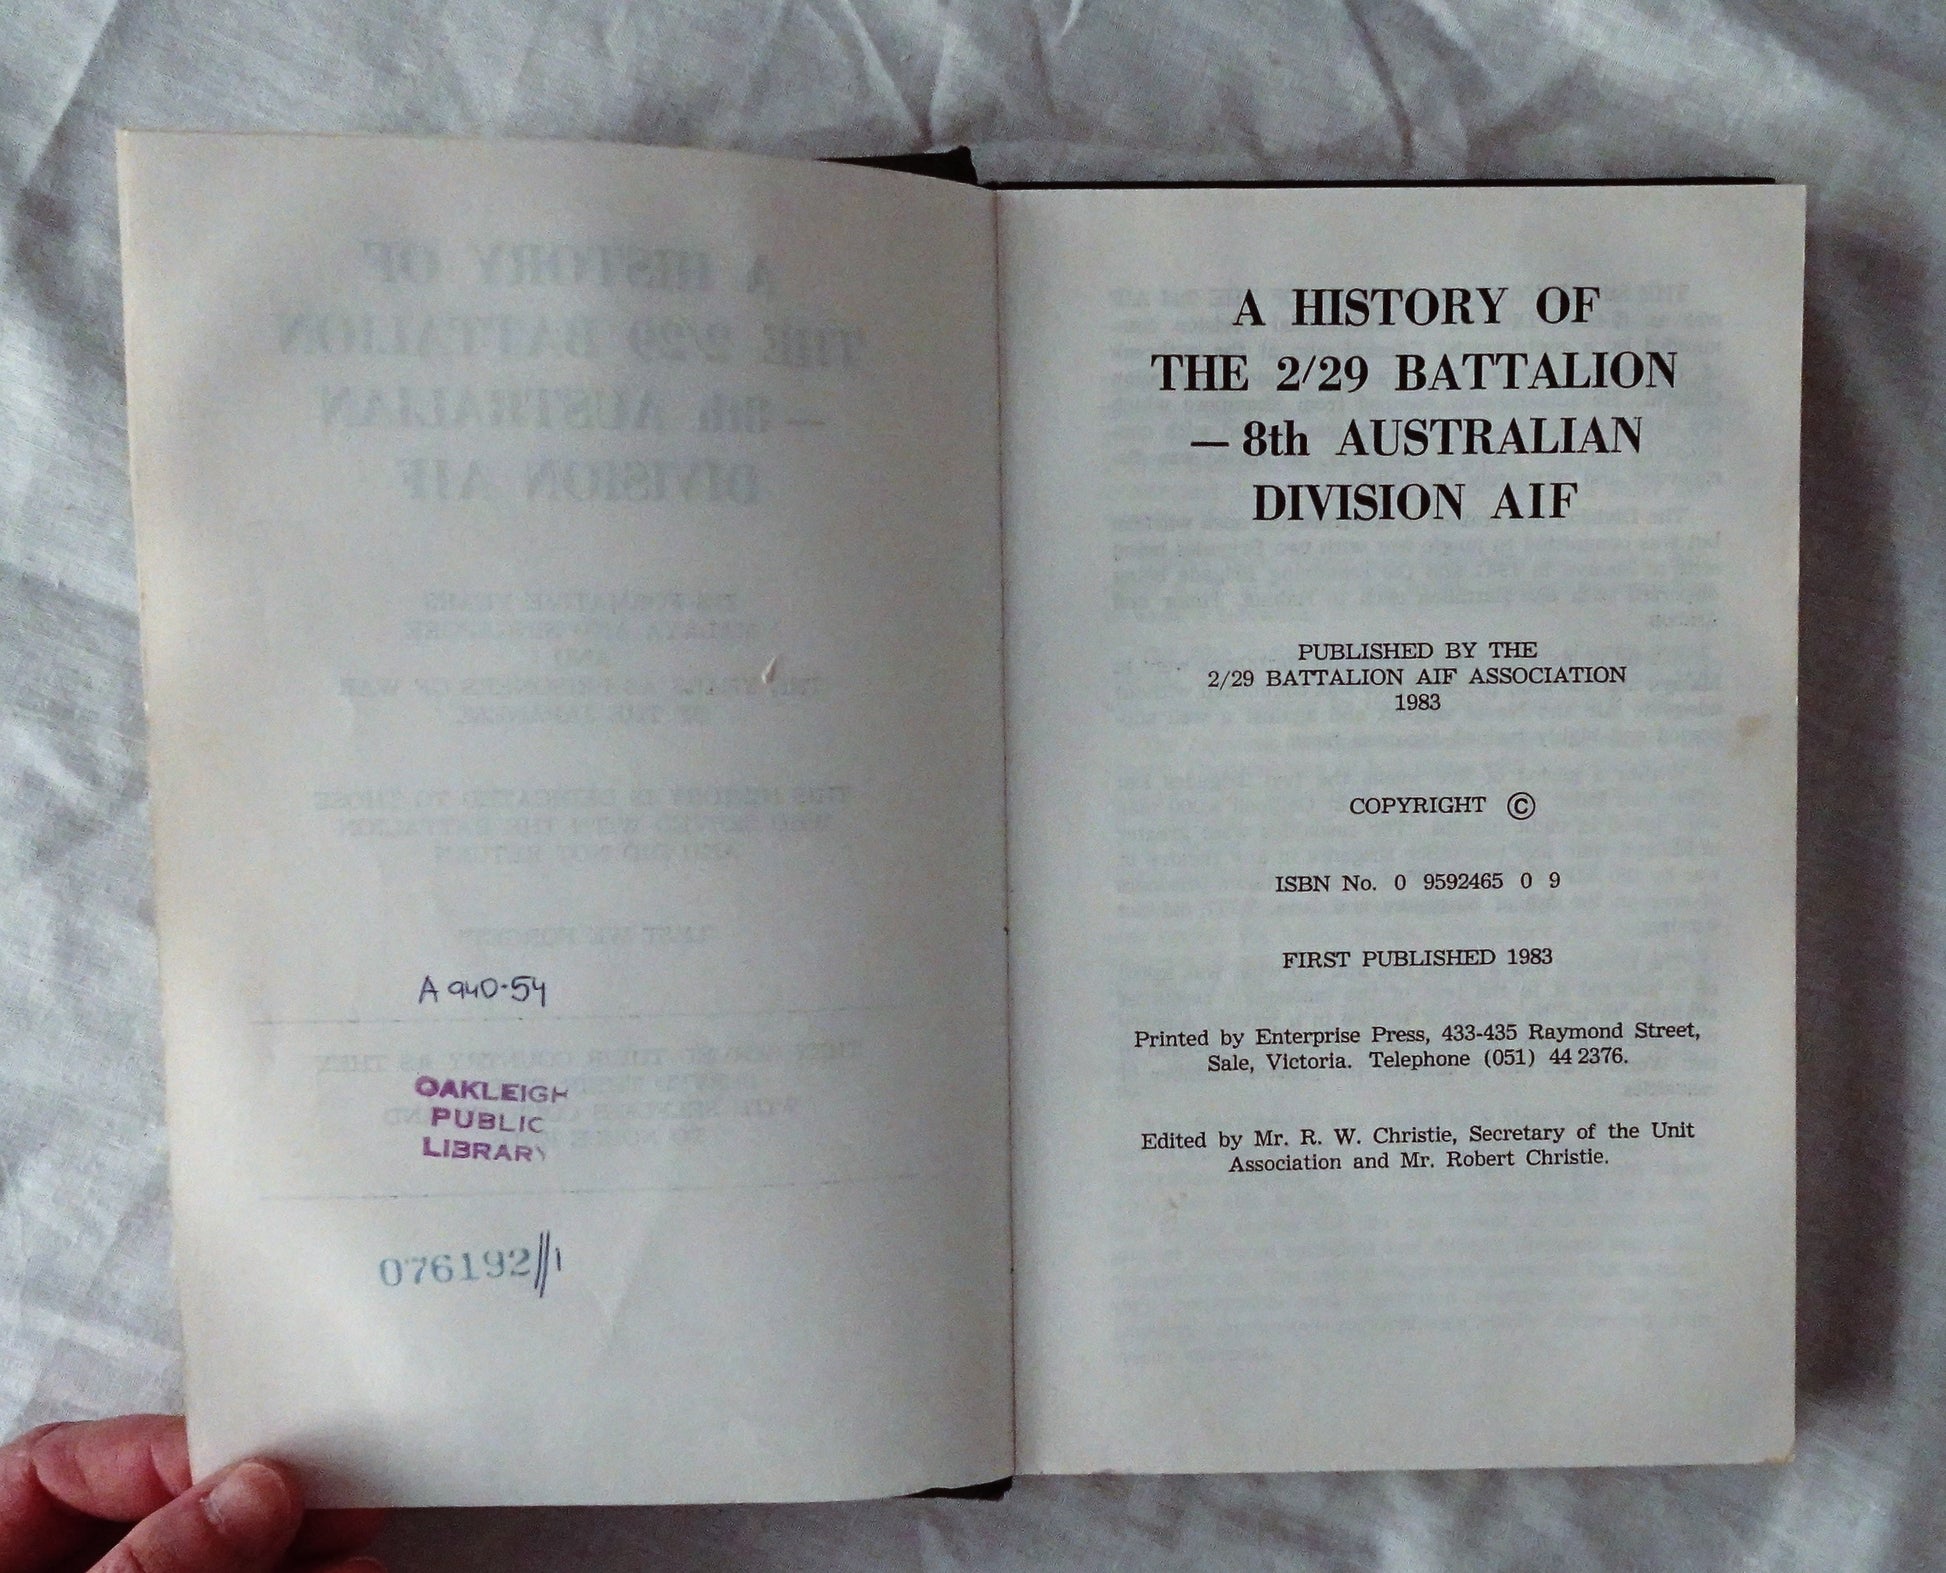 A 940.54
OAKLEIGH
PUBLIC
LIBRARY
076192//1
A HISTORY OF
THE 2/29 BATTALION
— 8th AUSTRALIAN
DIVISION AIF
PUBLISHED BY THE
2/29 BATTALION AIF ASSOCIATION
1983
COPYRIGHT ©
ISBN No. 0 9592465 0 9
FIRST PUBLISHED 1983
Printed by Enterprise Press, 433-435 Raymond Street,
Sale, Victoria. Telephone (051) 44 2376.
Edited by Mr. R. W. Christie, Secretary of the Unit
Association and Mr. Robert Christie.